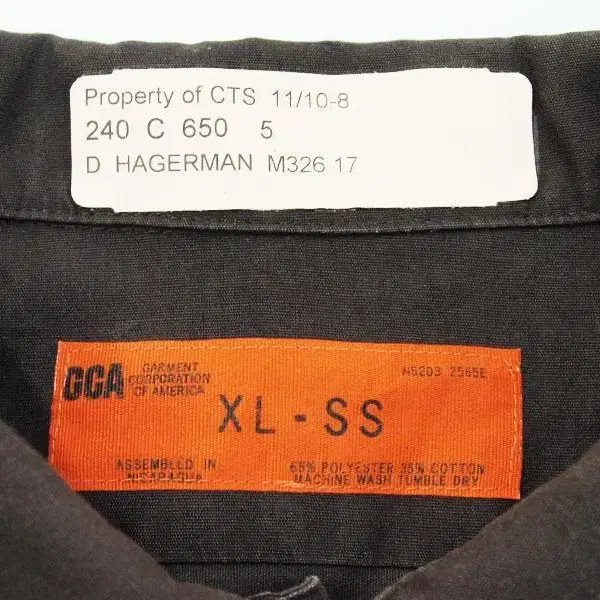 Property of CTS 11/10-8
240 C 650 5
D HAGERMAN M326 17
GCA GARMENT CORPORATION OF AMERICA
N5203 2565E
XL - SS
ASSEMBLED IN NICARAGUA
65% POLYESTER 35% COTTON
MACHINE WASH TUMBLE DRY